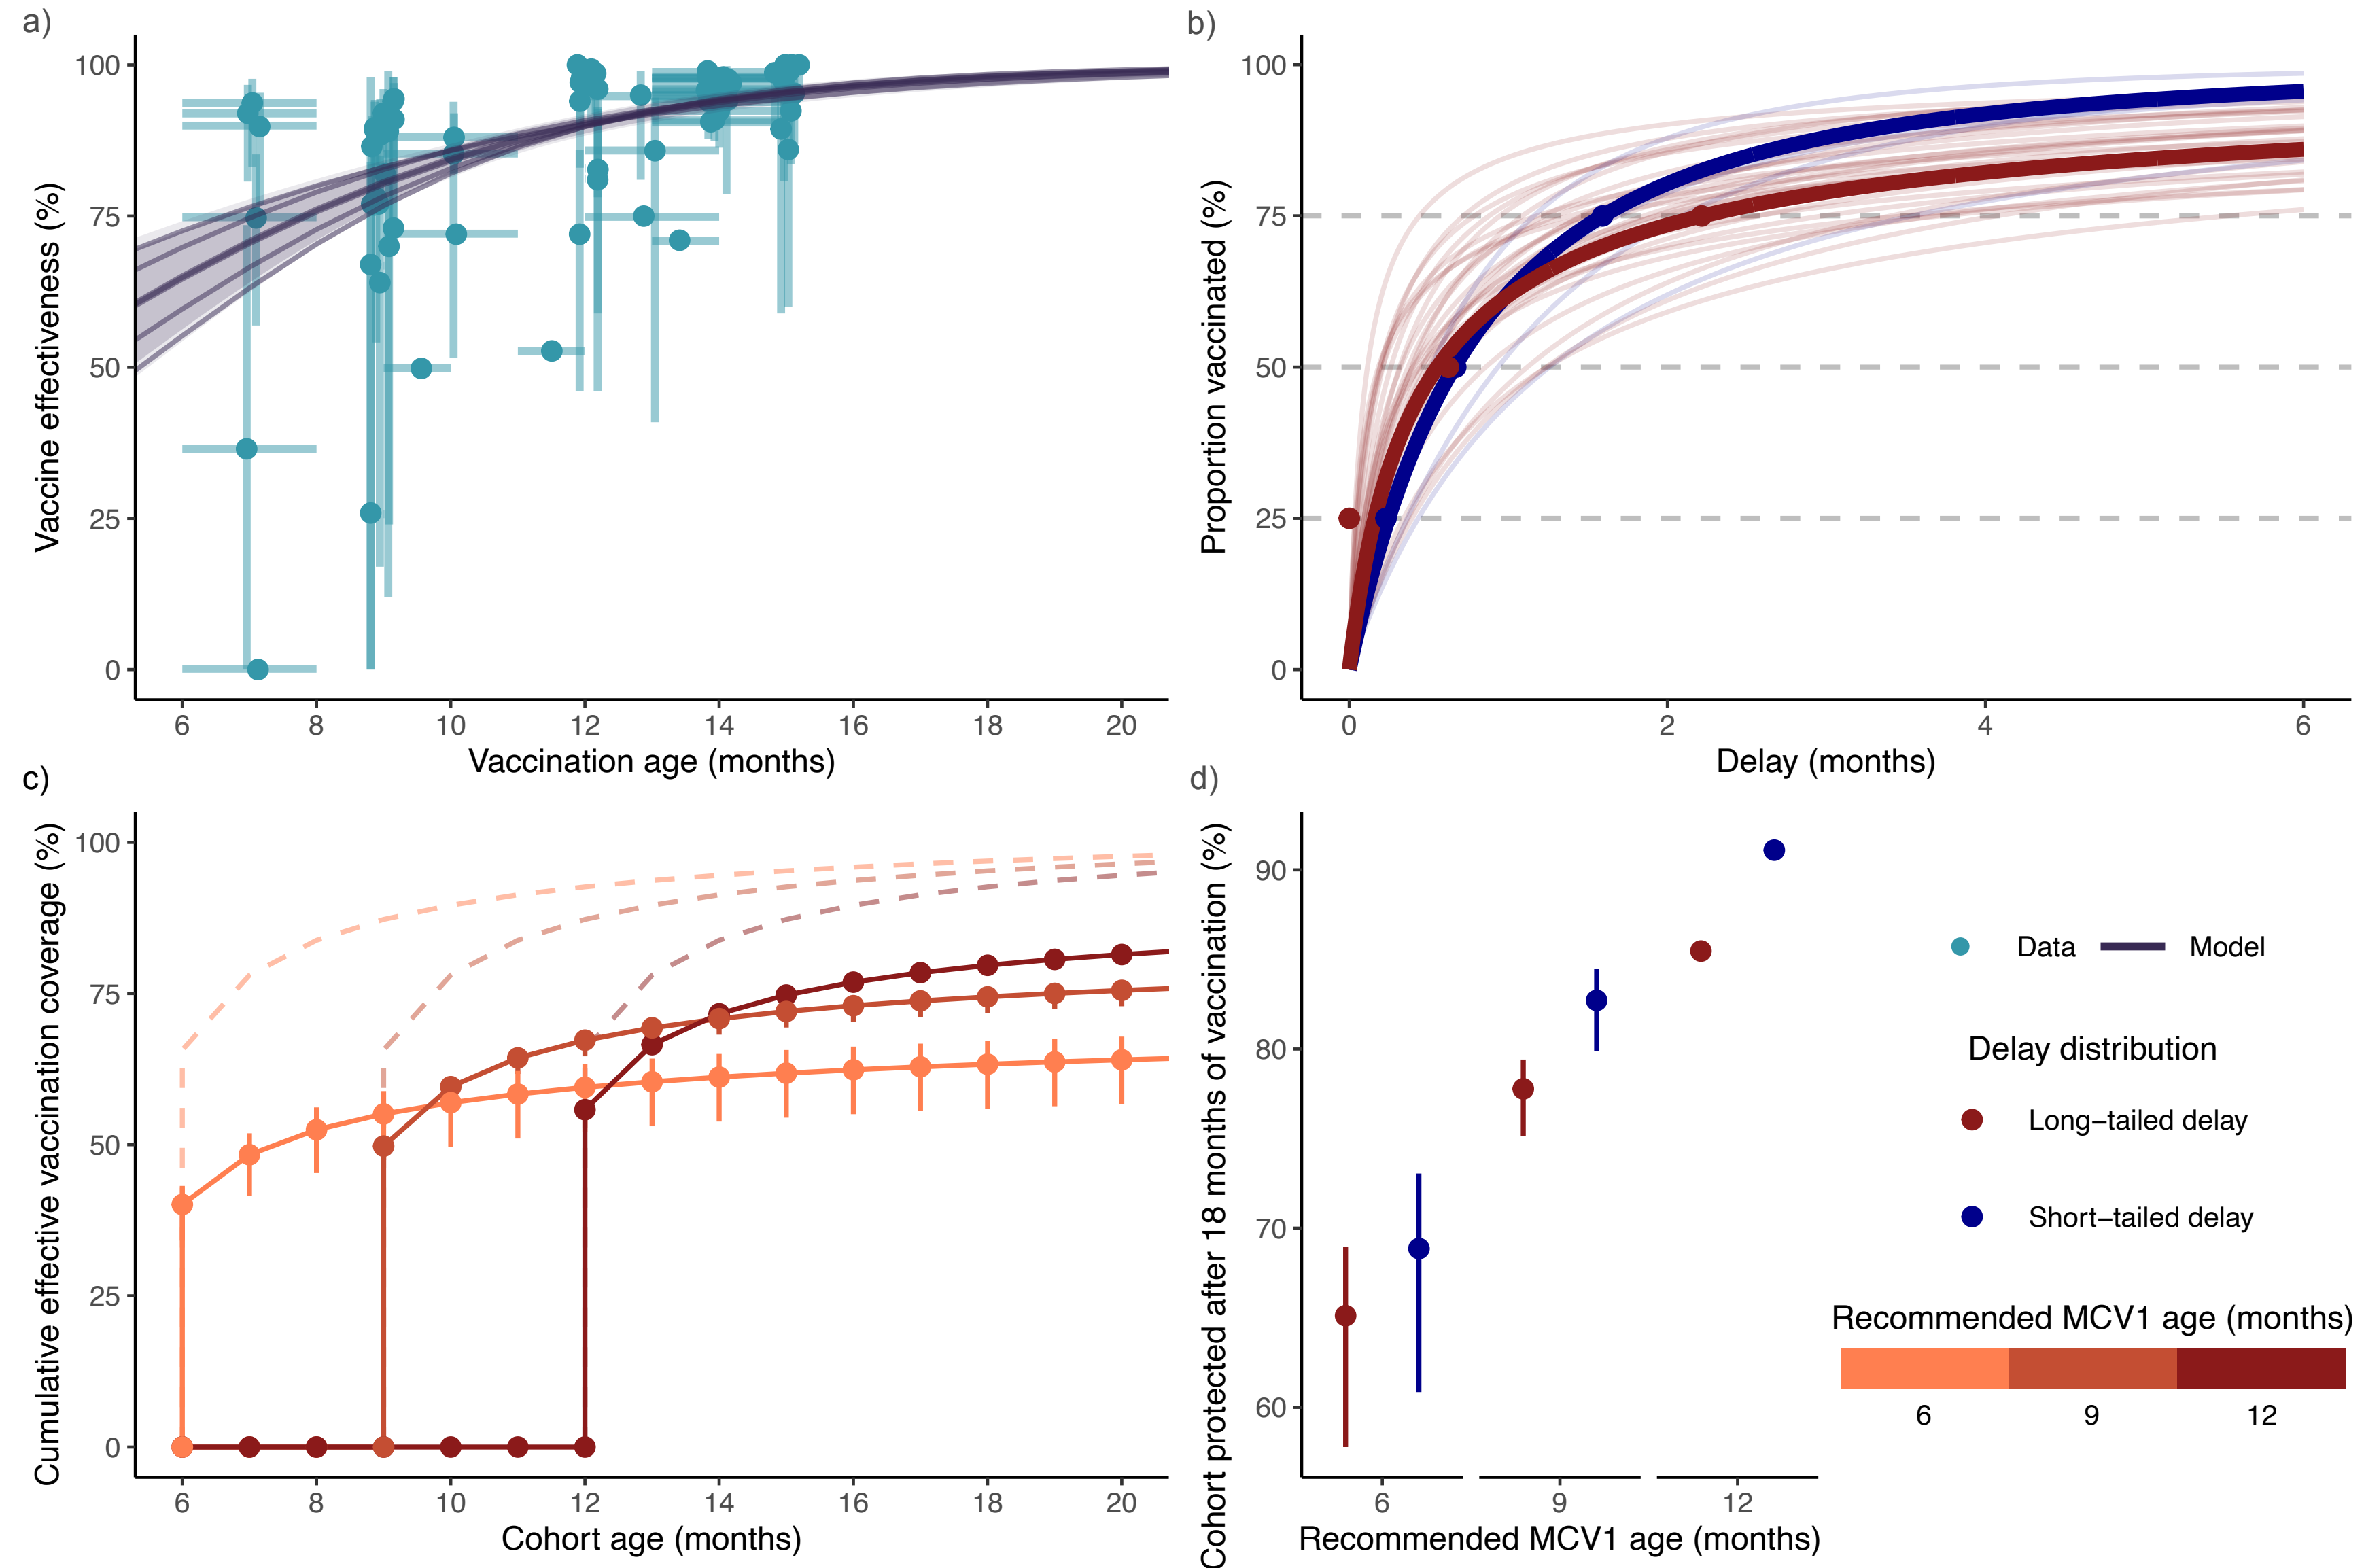 a)
Vaccine effectiveness (%)
100
75
50
25
0
6 8 10 12 14 16 18 20
Vaccination age (months)
b)
Proportion vaccinated (%)
100
75
50
25
0
0 2 4 6
Delay (months)
c)
Cumulative effective vaccination coverage (%)
100
75
50
25
0
6 8 10 12 14 16 18 20
Cohort age (months)
d)
Cohort protected after 18 months of vaccination (%)
90
80
70
60
6 9 12
Recommended MCV1 age (months)
Data Model
Delay distribution
Long−tailed delay
Short−tailed delay
Recommended MCV1 age (months)
6 9 12